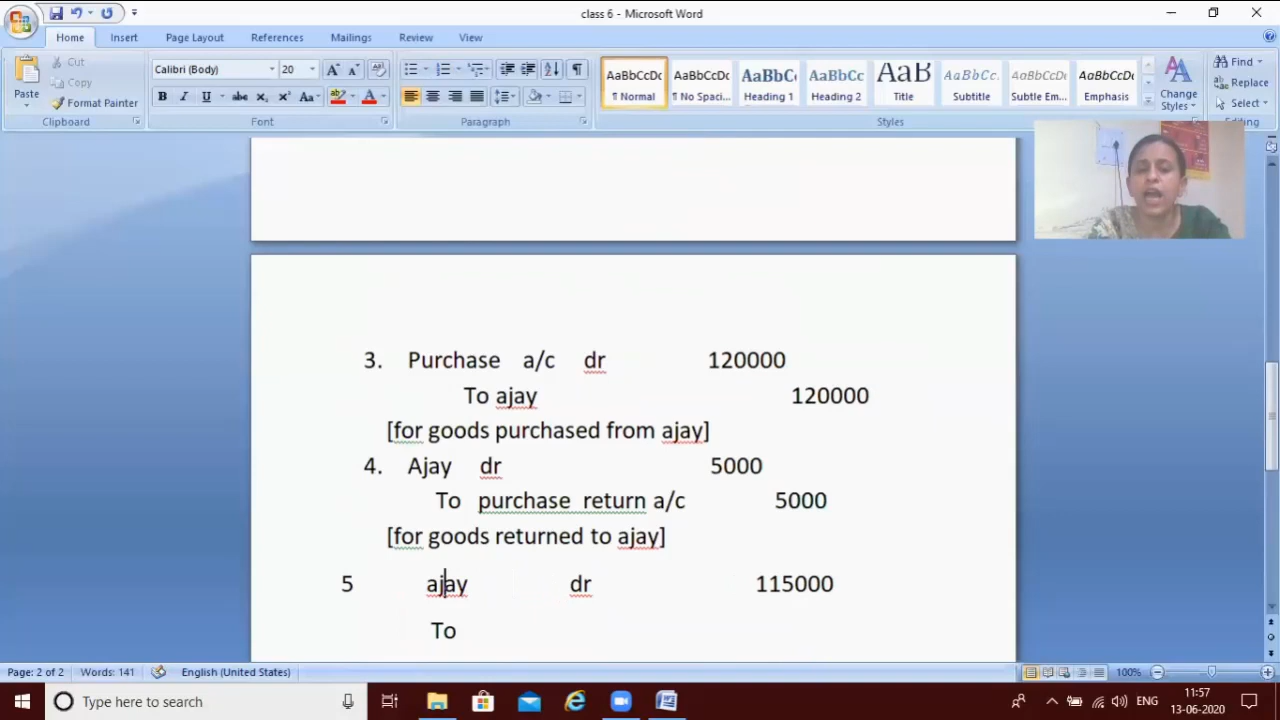 class 6 - Microsoft Word
Home Insert Page Layout References Mailings Review View
Paste Cut Copy Format Painter Clipboard
Calibri (Body) 20 Font
B I U abc x₂ x² Aa
Paragraph
AaBbCcDc AaBbCcDc AaBbC AaBbCc AaB AaBbCc. AaBbCcDc AaBbCcDc
¶ Normal ¶ No Spaci... Heading 1 Heading 2 Title Subtitle Subtle Em... Emphasis
Change Styles Styles
Find Replace Select Editing
3. Purchase a/c dr 120000
To ajay 120000
[for goods purchased from ajay]
4. Ajay dr 5000
To purchase return a/c 5000
[for goods returned to ajay]
5 ajay dr 115000
To
Page: 2 of 2 Words: 141 English (United States) 100%
Type here to search ENG 11:57
13-06-2020